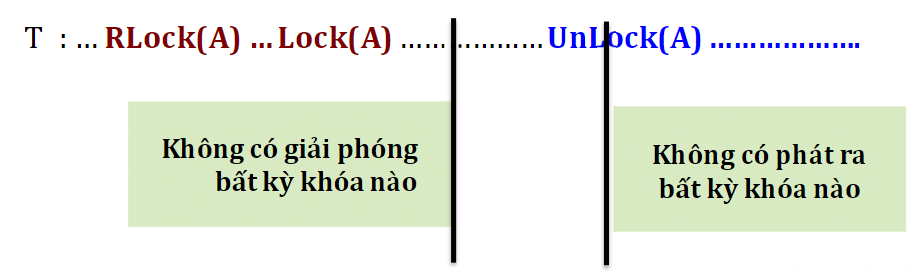 T : ... RLock(A) ... Lock(A) .................. UnLock(A) ...................
Không có giải phóng
bất kỳ khóa nào
Không có phát ra
bất kỳ khóa nào